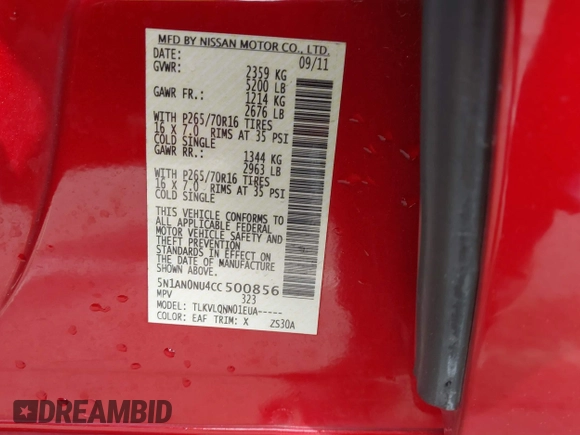 MFD BY NISSAN MOTOR CO., LTD.
DATE: 09/11
GVWR: 2359 KG
5200 LB
GAWR FR.: 1214 KG
2676 LB
WITH P265/70R16 TIRES
16 X 7.0 RIMS AT 35 PSI
COLD SINGLE
GAWR RR.: 1344 KG
2963 LB
WITH P265/70R16 TIRES
16 X 7.0 RIMS AT 35 PSI
COLD SINGLE
THIS VEHICLE CONFORMS TO
ALL APPLICABLE FEDERAL
MOTOR VEHICLE SAFETY AND
THEFT PREVENTION
STANDARDS IN EFFECT ON
THE DATE OF MANUFACTURE
SHOWN ABOVE.
5N1AN0NU4CC500856
MPV 323
MODEL: TLKVLQNN01EUA-----
COLOR: EAF TRIM: X ZS30A
DREAMBID